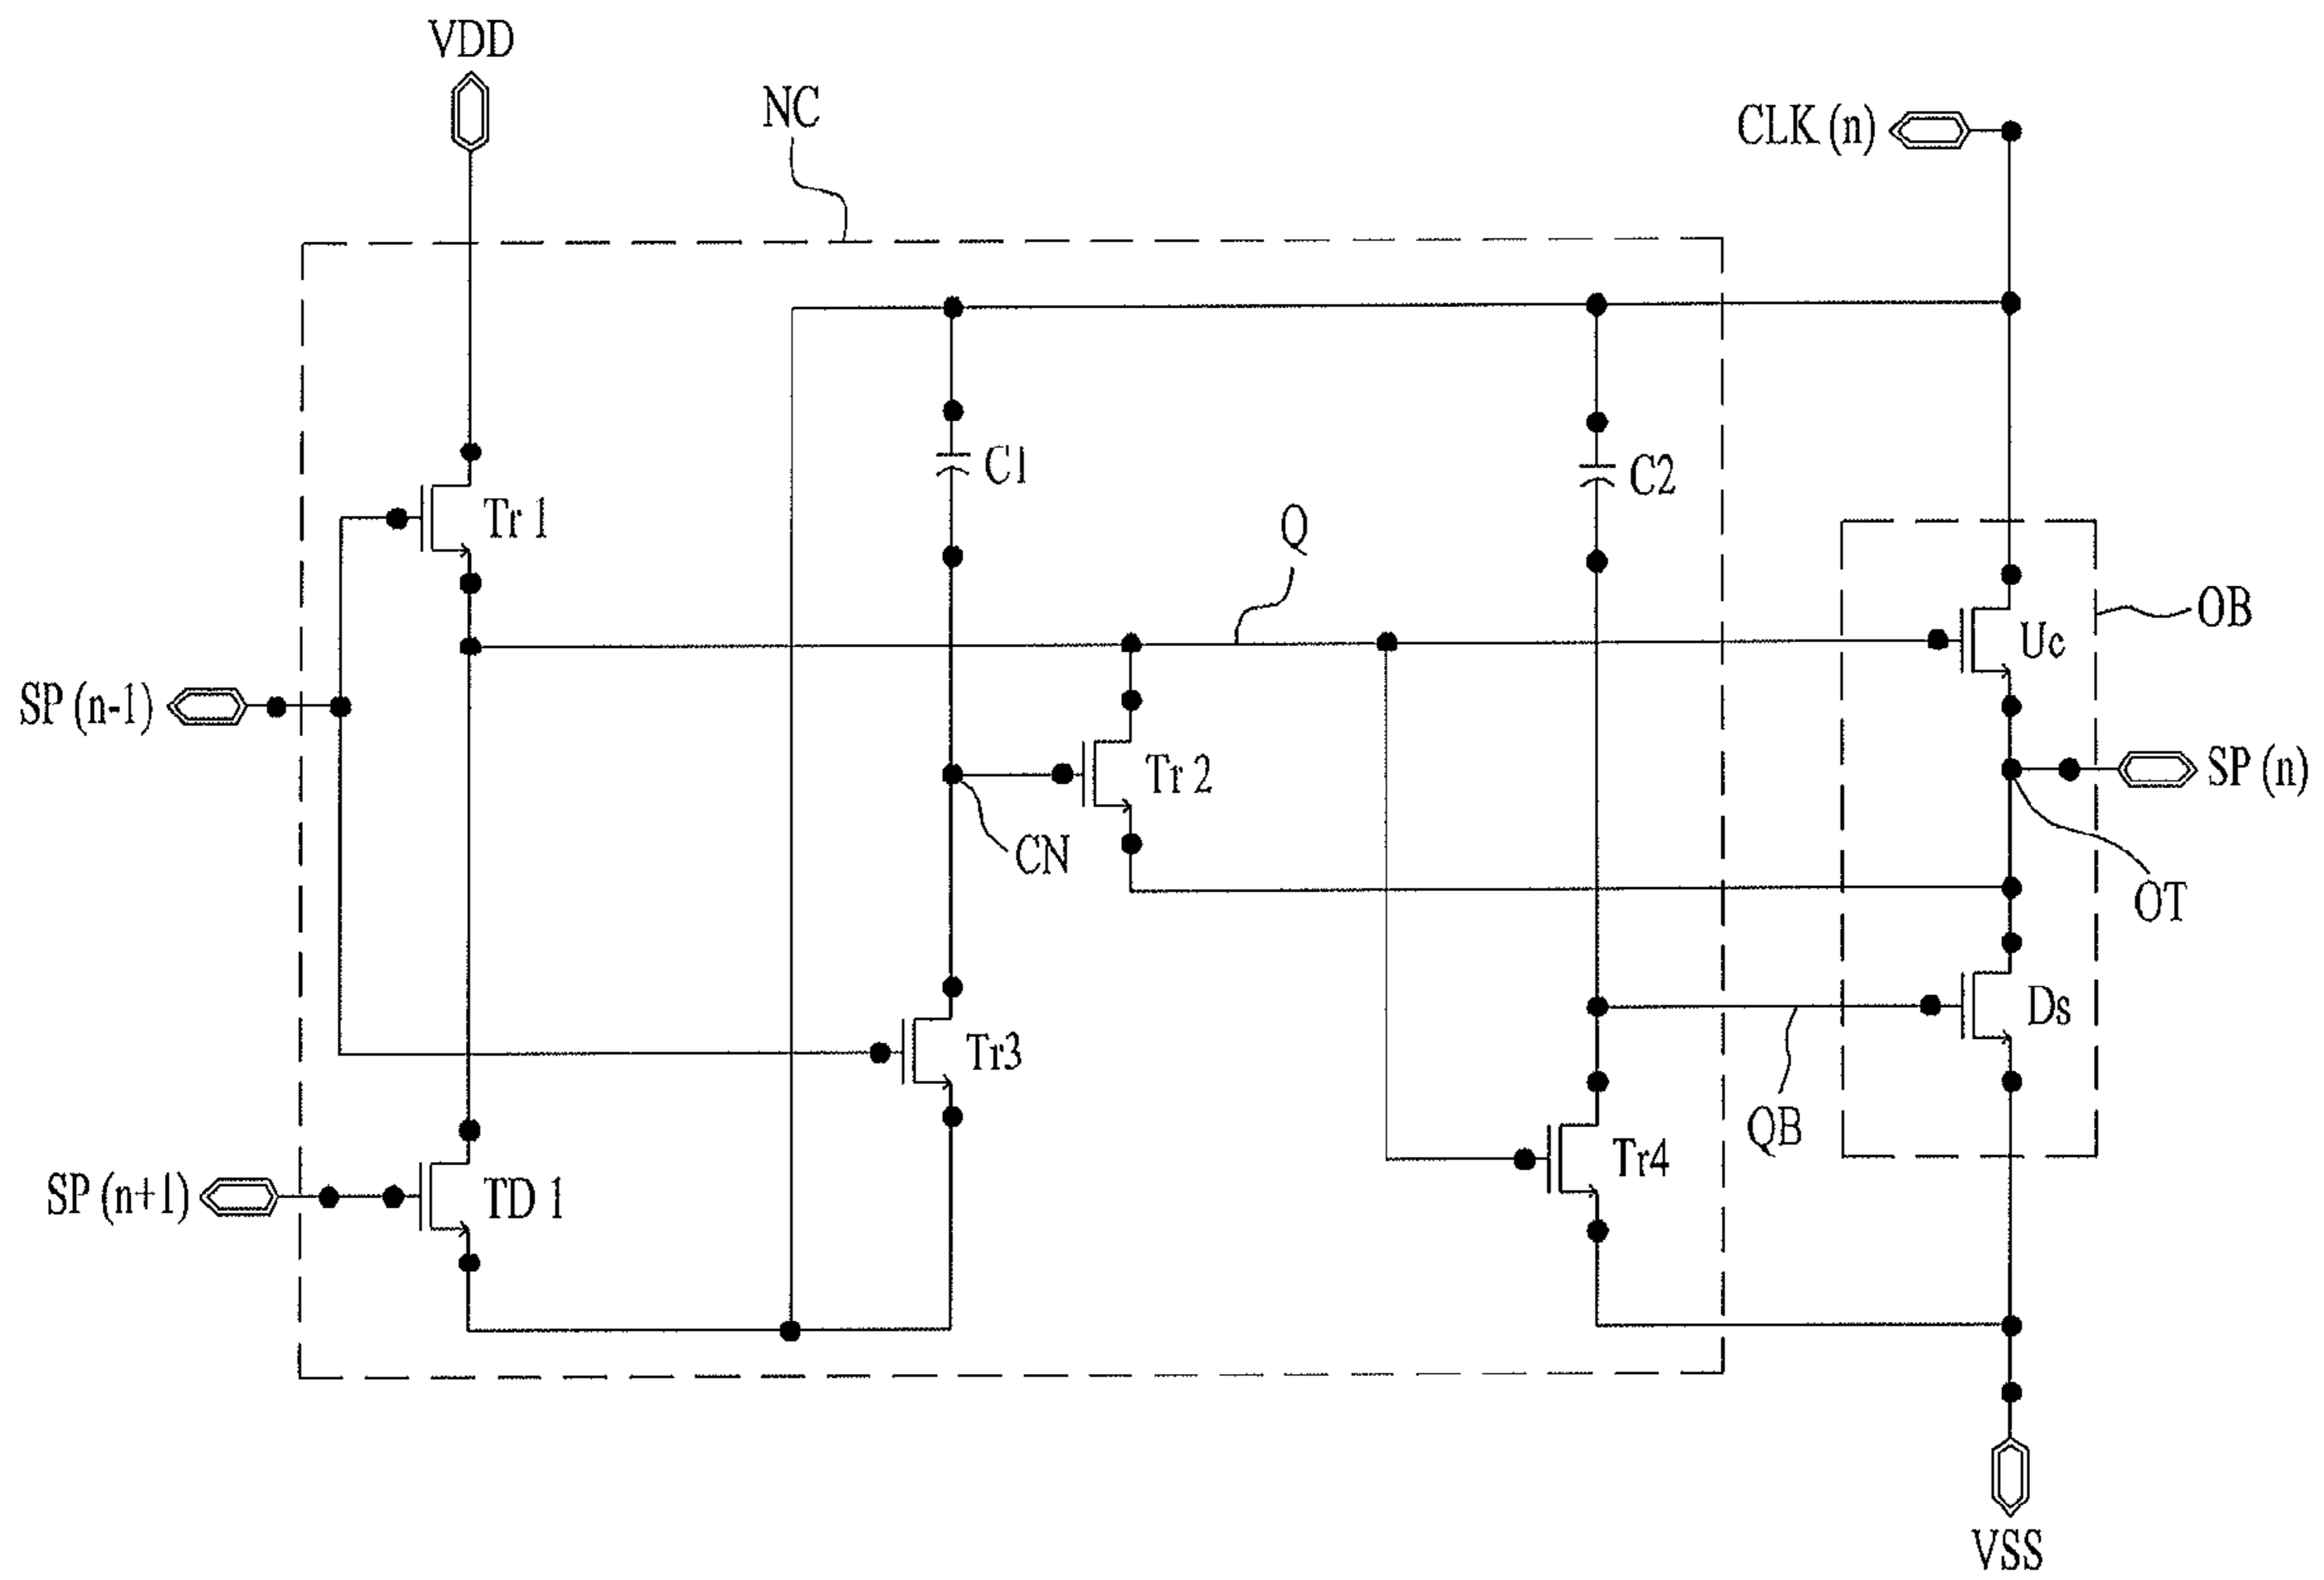 VDD
NC
CLK (n)
C1
C2
Tr 1
Q
OB
Uc
SP (n-1)
Tr 2
SP (n)
CN
OT
Ds
Tr3
QB
Tr4
SP (n+1)
TD 1
VSS